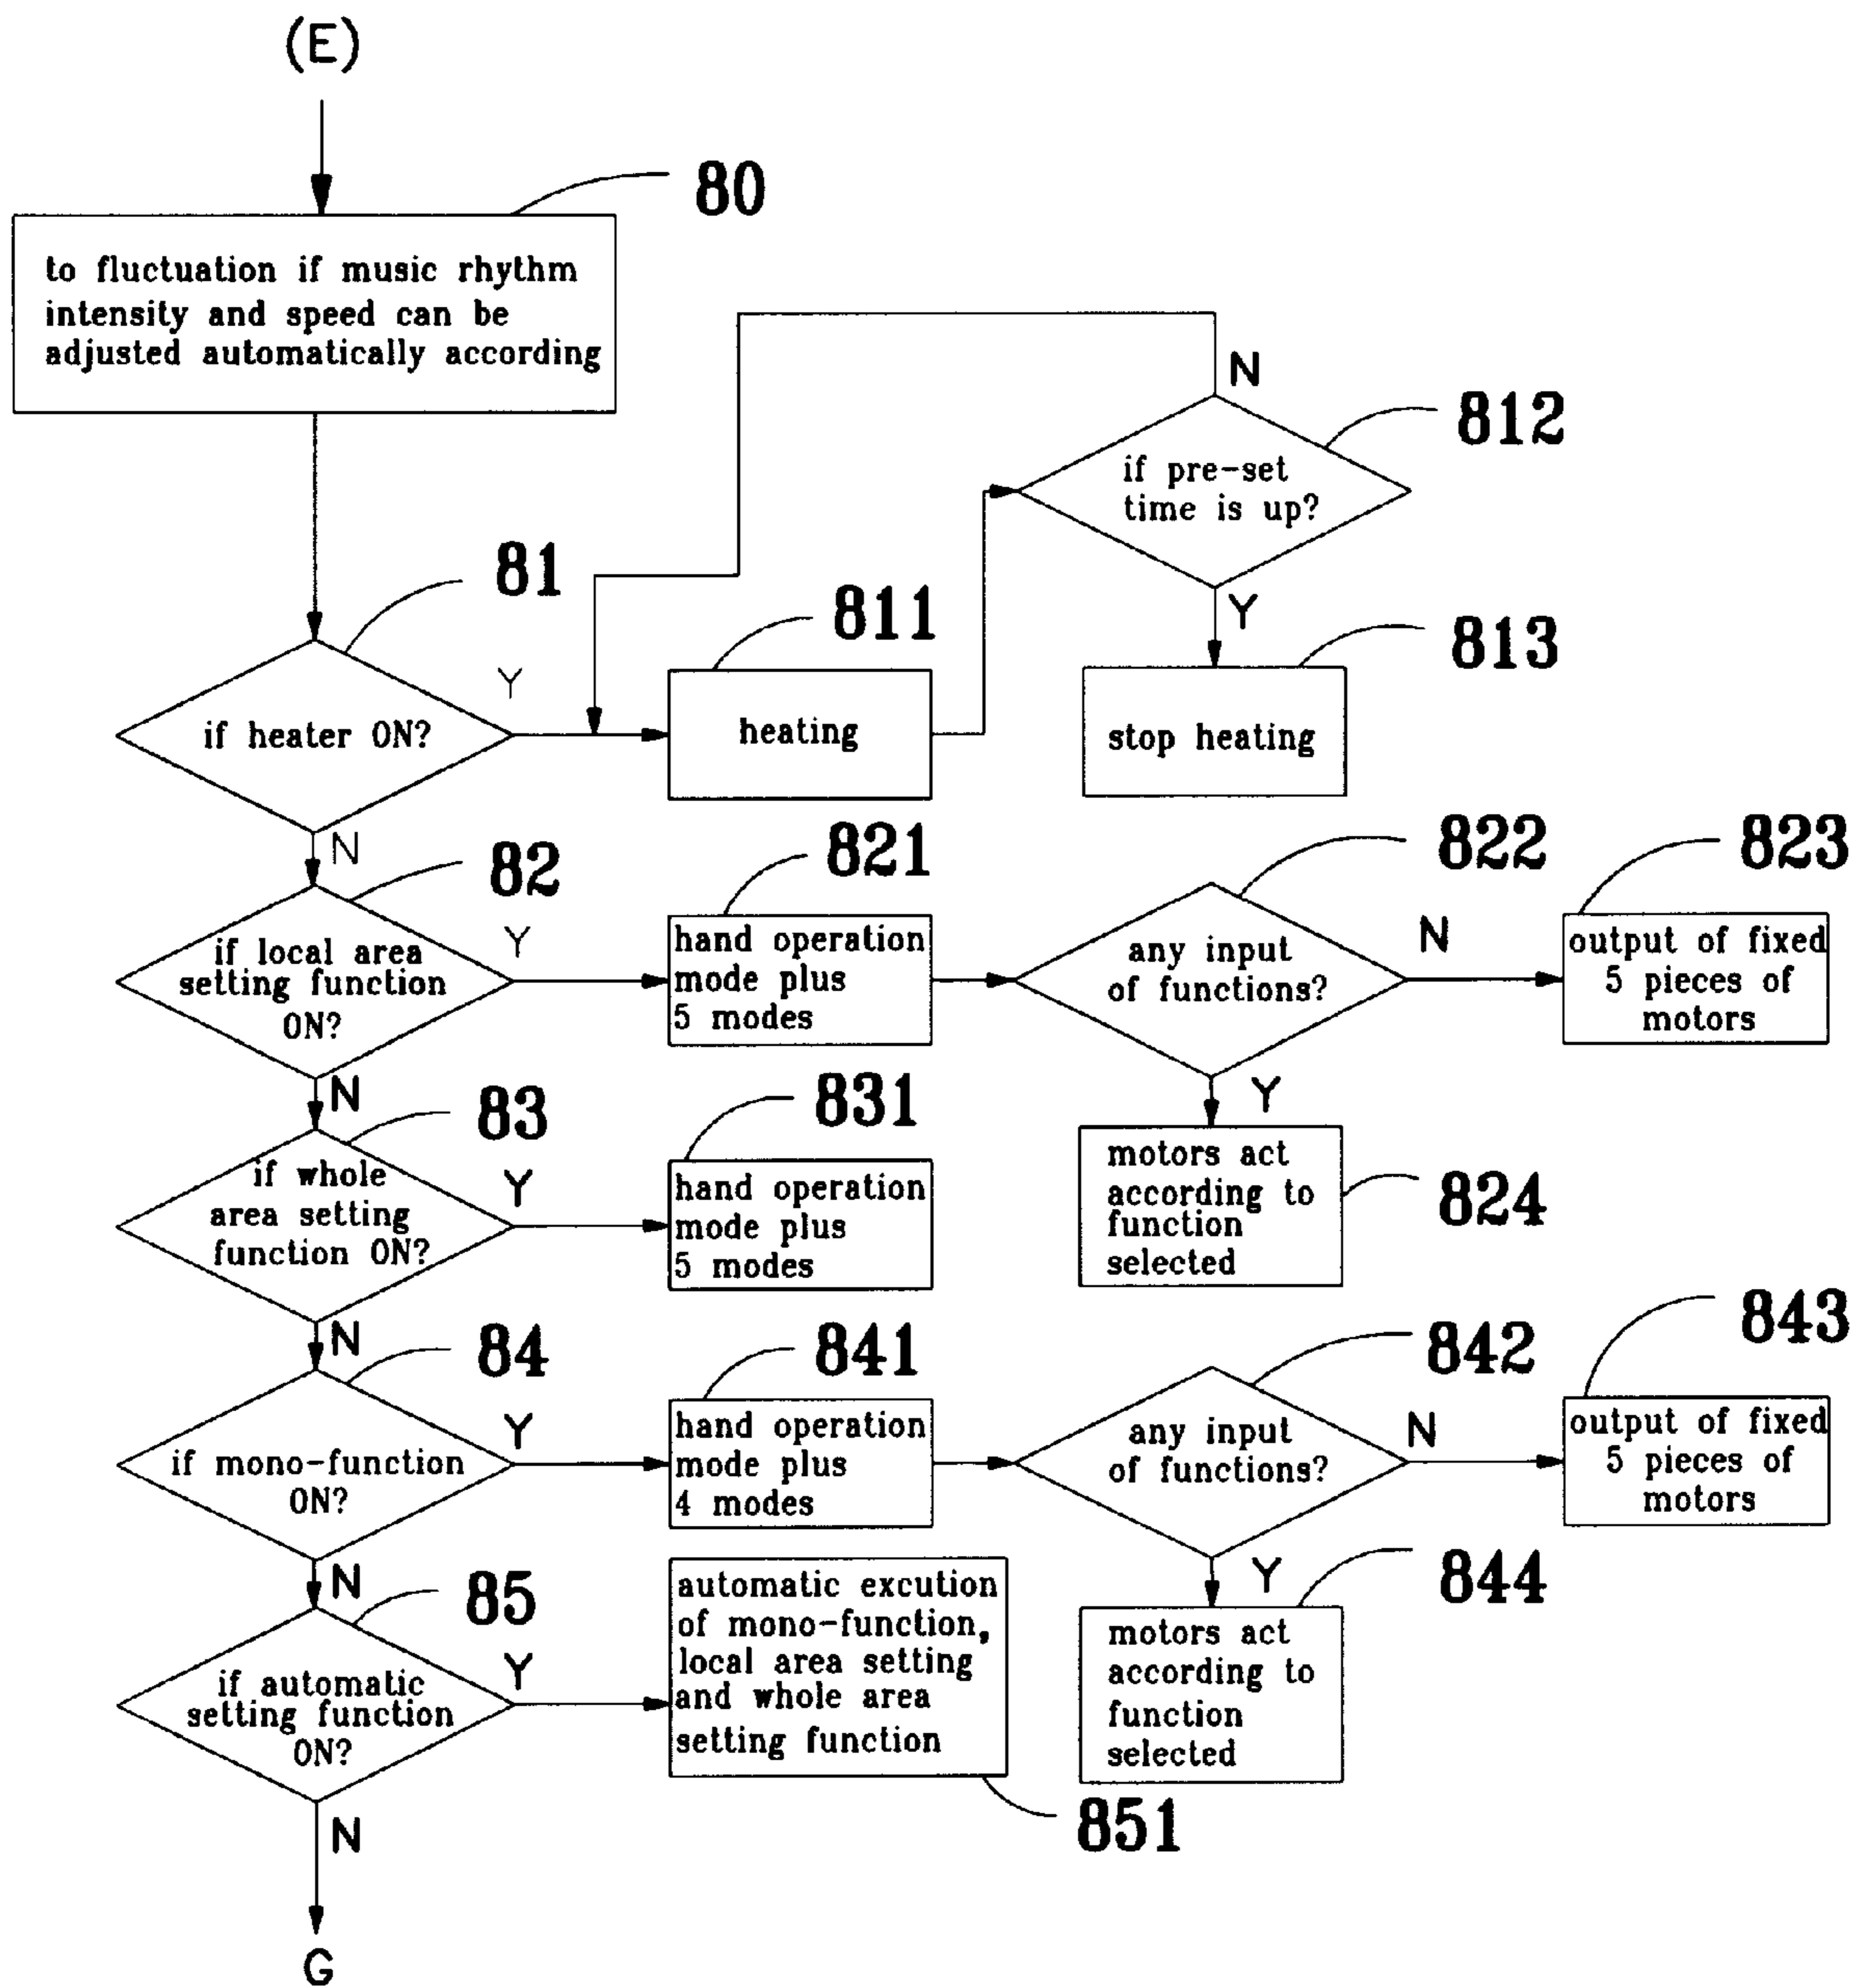 (E)
80
to fluctuation if music rhythm
intensity and speed can be
adjusted automatically according
N
812
if pre-set
time is up?
81
Y
811
Y
813
if heater ON?
heating
stop heating
N
82
821
822
823
if local area
setting function
ON?
Y
hand operation
mode plus
5 modes
any input
of functions?
N
output of fixed
5 pieces of
motors
N
83
831
Y
if whole
area setting
function ON?
Y
hand operation
mode plus
5 modes
motors act
according to
function
selected
824
N
84
841
842
843
if mono-function
ON?
Y
hand operation
mode plus
4 modes
any input
of functions?
N
output of fixed
5 pieces of
motors
N
85
Y
844
if automatic
setting function
ON?
Y
automatic excution
of mono-function,
local area setting
and whole area
setting function
motors act
according to
function
selected
851
N
G